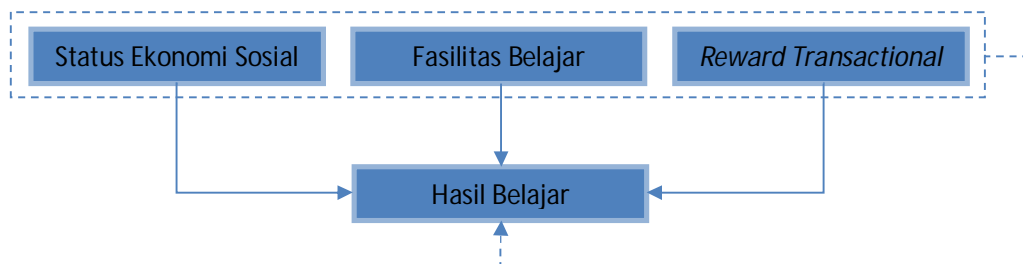 Status Ekonomi Sosial
Fasilitas Belajar
Reward Transactional
Hasil Belajar